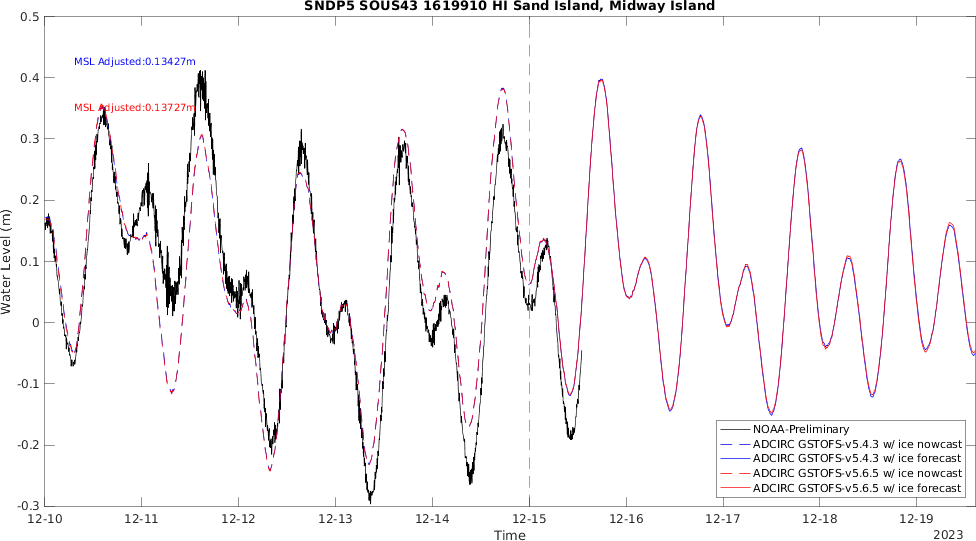 SNDP5 SOUS43 1619910 HI Sand Island, Midway Island
0.5
0.4
0.3
0.2
0.1
0
-0.1
-0.2
-0.3
Water Level (m)
MSL Adjusted:0.13427m
MSL Adjusted:0.13727m
NOAA-Preliminary
ADCIRC GSTOFS-v5.4.3 w/ ice nowcast
ADCIRC GSTOFS-v5.4.3 w/ ice forecast
ADCIRC GSTOFS-v5.6.5 w/ ice nowcast
ADCIRC GSTOFS-v5.6.5 w/ ice forecast
12-10 12-11 12-12 12-13 12-14 12-15 12-16 12-17 12-18 12-19
Time
2023